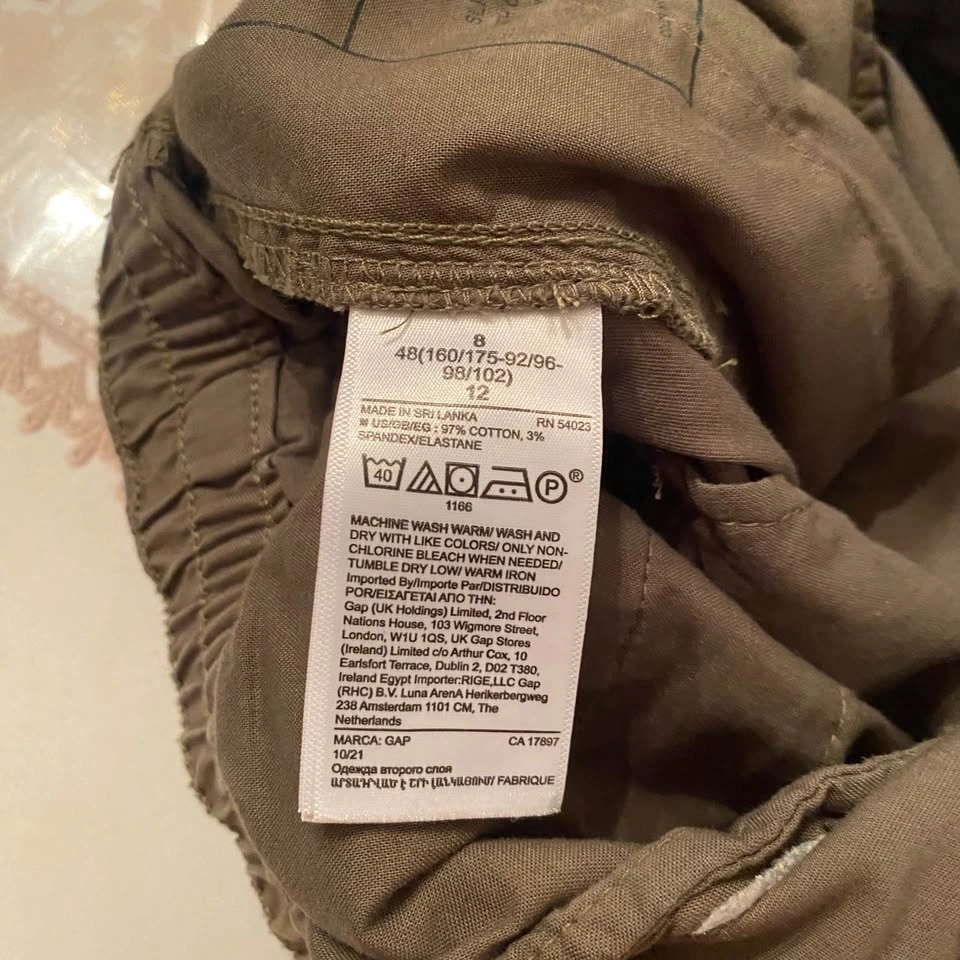 8
48(160/175-92/96-
98/102)
12
MADE IN SRI LANKA
RN 54023
US/GB/EG : 97% COTTON, 3%
SPANDEX/ELASTANE
40
P ®
1166
MACHINE WASH WARM/ WASH AND
DRY WITH LIKE COLORS/ ONLY NON-
CHLORINE BLEACH WHEN NEEDED/
TUMBLE DRY LOW/ WARM IRON
Imported By/Importe Par/DISTRIBUIDO
POR/ΕΙΣΑΓΕΤΑΙ ΑΠΟ ΤΗΝ:
Gap (UK Holdings) Limited, 2nd Floor
Nations House, 103 Wigmore Street,
London, W1U 1QS, UK Gap Stores
(Ireland) Limited c/o Arthur Cox, 10
Earlsfort Terrace, Dublin 2, D02 T380,
Ireland Egypt Importer:RIGE,LLC Gap
(RHC) B.V. Luna ArenA Herikerbergweg
238 Amsterdam 1101 CM, The
Netherlands
MARCA: GAP
CA 17897
10/21
Одежда второго слоя
ԱՐՏԱԴՐՎԱԾ է ՇՐԻ ԼԱՆԿԱՅՈՒՄ/ FABRIQUE